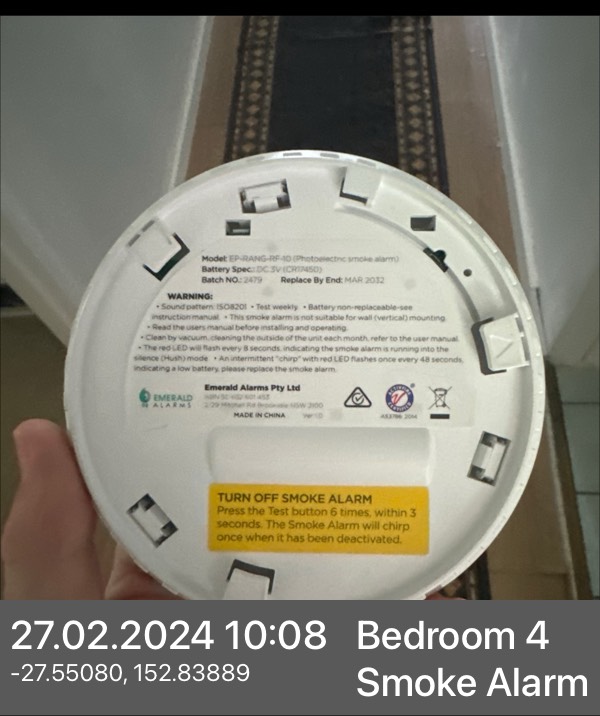 Model: EP-RANG-RF-10 (Photoelectric smoke alarm)
Battery Spec: DC 3V (CR17450)
Batch NO.: 2479 Replace By End: MAR 2032
WARNING:
• Sound pattern: ISO8201 • Test weekly • Battery non-replaceable-see
instruction manual • This smoke alarm is not suitable for wall (vertical) mounting.
• Read the users manual before installing and operating.
• Clean by vacuum, cleaning the outside of the unit each month, refer to the user manual.
• The red LED will flash every 8 seconds, indicating the smoke alarm is running into the
silence (Hush) mode • An intermittent "chirp" with red LED flashes once every 48 seconds,
indicating a low battery, please replace the smoke alarm.
EMERALD
ALARMS
Emerald Alarms Pty Ltd
NSW 2100
MADE IN CHINA Ver 1.0
AS3786: 2014
TURN OFF SMOKE ALARM
Press the Test button 6 times, within 3
seconds. The Smoke Alarm will chirp
once when it has been deactivated.
27.02.2024 10:08
-27.55080, 152.83889
Bedroom 4
Smoke Alarm